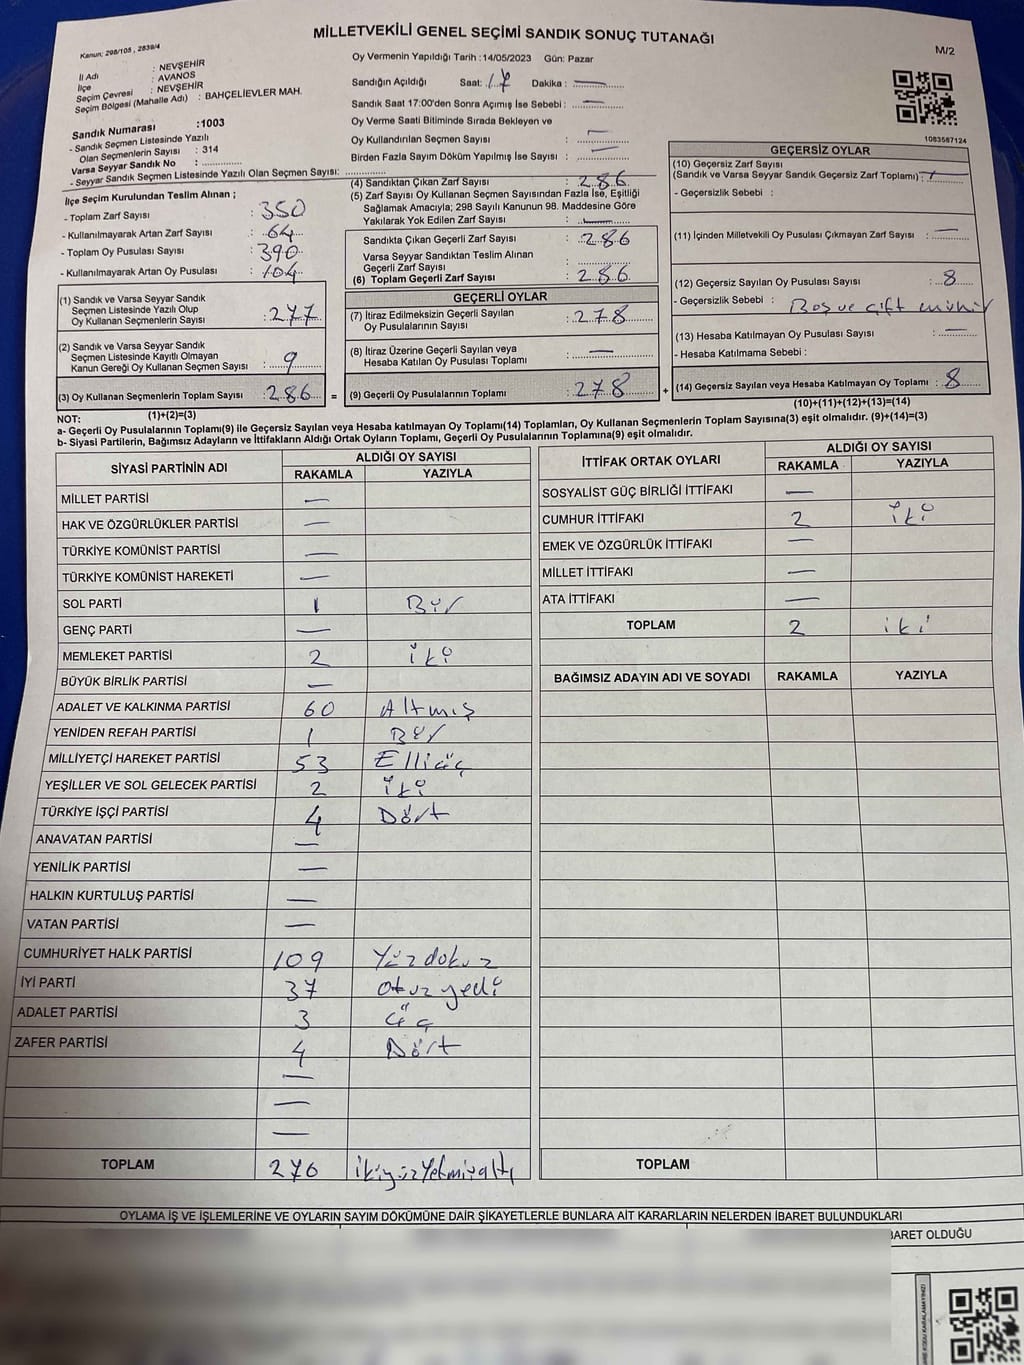 MİLLETVEKİLİ GENEL SEÇİMİ SANDIK SONUÇ TUTANAĞI
Kanun: 298/105 , 2839/4
M/2
İl Adı : NEVŞEHİR
İlçe : AVANOS
Seçim Çevresi : NEVŞEHİR
Seçim Bölgesi (Mahalle Adı) : BAHÇELİEVLER MAH.
Sandık Numarası :1003
- Sandık Seçmen Listesinde Yazılı
Olan Seçmenlerin Sayısı : 314
Varsa Seyyar Sandık No :
- Seyyar Sandık Seçmen Listesinde Yazılı Olan Seçmen Sayısı:
Oy Vermenin Yapıldığı Tarih :14/05/2023 Gün: Pazar
Sandığın Açıldığı Saat: 17 Dakika : —
Sandık Saat 17:00'den Sonra Açımış İse Sebebi : —
Oy Verme Saati Bitiminde Sırada Bekleyen ve
Oy Kullandırılan Seçmen Sayısı : —
Birden Fazla Sayım Döküm Yapılmış İse Sayısı : —
1083587124
İlçe Seçim Kurulundan Teslim Alınan ;
- Toplam Zarf Sayısı : 350
- Kullanılmayarak Artan Zarf Sayısı : 64
- Toplam Oy Pusulası Sayısı : 390
- Kullanılmayarak Artan Oy Pusulası : 104
(1) Sandık ve Varsa Seyyar Sandık
Seçmen Listesinde Yazılı Olup
Oy Kullanan Seçmenlerin Sayısı : 277
(2) Sandık ve Varsa Seyyar Sandık
Seçmen Listesinde Kayıtlı Olmayan
Kanun Gereği Oy Kullanan Seçmen Sayısı : 9
(3) Oy Kullanan Seçmenlerin Toplam Sayısı : 286 =
(4) Sandıktan Çıkan Zarf Sayısı : 286
(5) Zarf Sayısı Oy Kullanan Seçmen Sayısından Fazla İse, Eşitliği
Sağlamak Amacıyla; 298 Sayılı Kanunun 98. Maddesine Göre
Yakılarak Yok Edilen Zarf Sayısı : —
Sandıkta Çıkan Geçerli Zarf Sayısı : 286
Varsa Seyyar Sandıktan Teslim Alınan
Geçerli Zarf Sayısı :
(6) Toplam Geçerli Zarf Sayısı : 286
GEÇERLİ OYLAR
(7) İtiraz Edilmeksizin Geçerli Sayılan
Oy Pusulalarının Sayısı : 278
(8) İtiraz Üzerine Geçerli Sayılan veya
Hesaba Katılan Oy Pusulası Toplamı : —
(9) Geçerli Oy Pusulalarının Toplamı : 278 +
GEÇERSİZ OYLAR
(10) Geçersiz Zarf Sayısı
(Sandık ve Varsa Seyyar Sandık Geçersiz Zarf Toplamı) :
- Geçersizlik Sebebi :
(11) İçinden Milletvekili Oy Pusulası Çıkmayan Zarf Sayısı : —
(12) Geçersiz Sayılan Oy Pusulası Sayısı : 8
- Geçersizlik Sebebi : Boş ve çift mühür
(13) Hesaba Katılmayan Oy Pusulası Sayısı : —
- Hesaba Katılmama Sebebi :
(14) Geçersiz Sayılan veya Hesaba Katılmayan Oy Toplamı : 8
(10)+(11)+(12)+(13)=(14)
NOT: (1)+(2)=(3)
a- Geçerli Oy Pusulalarının Toplamı(9) ile Geçersiz Sayılan veya Hesaba katılmayan Oy Toplamı(14) Toplamları, Oy Kullanan Seçmenlerin Toplam Sayısına(3) eşit olmalıdır. (9)+(14)=(3)
b- Siyasi Partilerin, Bağımsız Adayların ve İttifakların Aldığı Ortak Oyların Toplamı, Geçerli Oy Pusulalarının Toplamına(9) eşit olmalıdır.
SİYASİ PARTİNİN ADI ALDIĞI OY SAYISI
RAKAMLA YAZIYLA
MİLLET PARTİSİ —
HAK VE ÖZGÜRLÜKLER PARTİSİ —
TÜRKİYE KOMÜNİST PARTİSİ —
TÜRKİYE KOMÜNİST HAREKETİ —
SOL PARTİ 1 Bir
GENÇ PARTİ —
MEMLEKET PARTİSİ 2 iki
BÜYÜK BİRLİK PARTİSİ —
ADALET VE KALKINMA PARTİSİ 60 Altmış
YENİDEN REFAH PARTİSİ 1 Bir
MİLLİYETÇİ HAREKET PARTİSİ 53 Elliüç
YEŞİLLER VE SOL GELECEK PARTİSİ 2 iki
TÜRKİYE İŞÇİ PARTİSİ 4 Dört
ANAVATAN PARTİSİ —
YENİLİK PARTİSİ —
HALKIN KURTULUŞ PARTİSİ —
VATAN PARTİSİ —
CUMHURİYET HALK PARTİSİ 109 Yüzdokuz
İYİ PARTİ 37 otuzyedi
ADALET PARTİSİ 3 üç
ZAFER PARTİSİ 4 Dört
—
—
—
TOPLAM 276 ikiyüzyetmişaltı
İTTİFAK ORTAK OYLARI ALDIĞI OY SAYISI
RAKAMLA YAZIYLA
SOSYALİST GÜÇ BİRLİĞİ İTTİFAKI —
CUMHUR İTTİFAKI 2 iki
EMEK VE ÖZGÜRLÜK İTTİFAKI —
MİLLET İTTİFAKI —
ATA İTTİFAKI —
TOPLAM 2 iki
BAĞIMSIZ ADAYIN ADI VE SOYADI RAKAMLA YAZIYLA
TOPLAM
OYLAMA İŞ VE İŞLEMLERİNE VE OYLARIN SAYIM DÖKÜMÜNE DAİR ŞİKAYETLERLE BUNLARA AİT KARARLARIN NELERDEN İBARET BULUNDUKLARI
BARET OLDUĞU